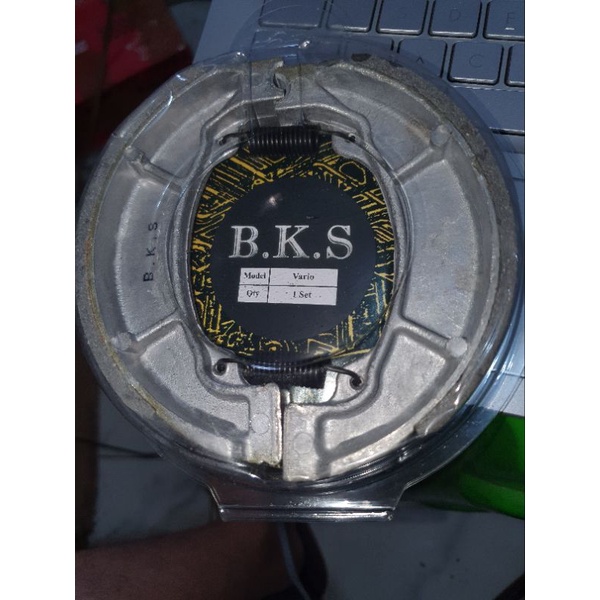 S
D
F
X
C
B.K.S
Model Vario
Qty 1 Set
B.K.S